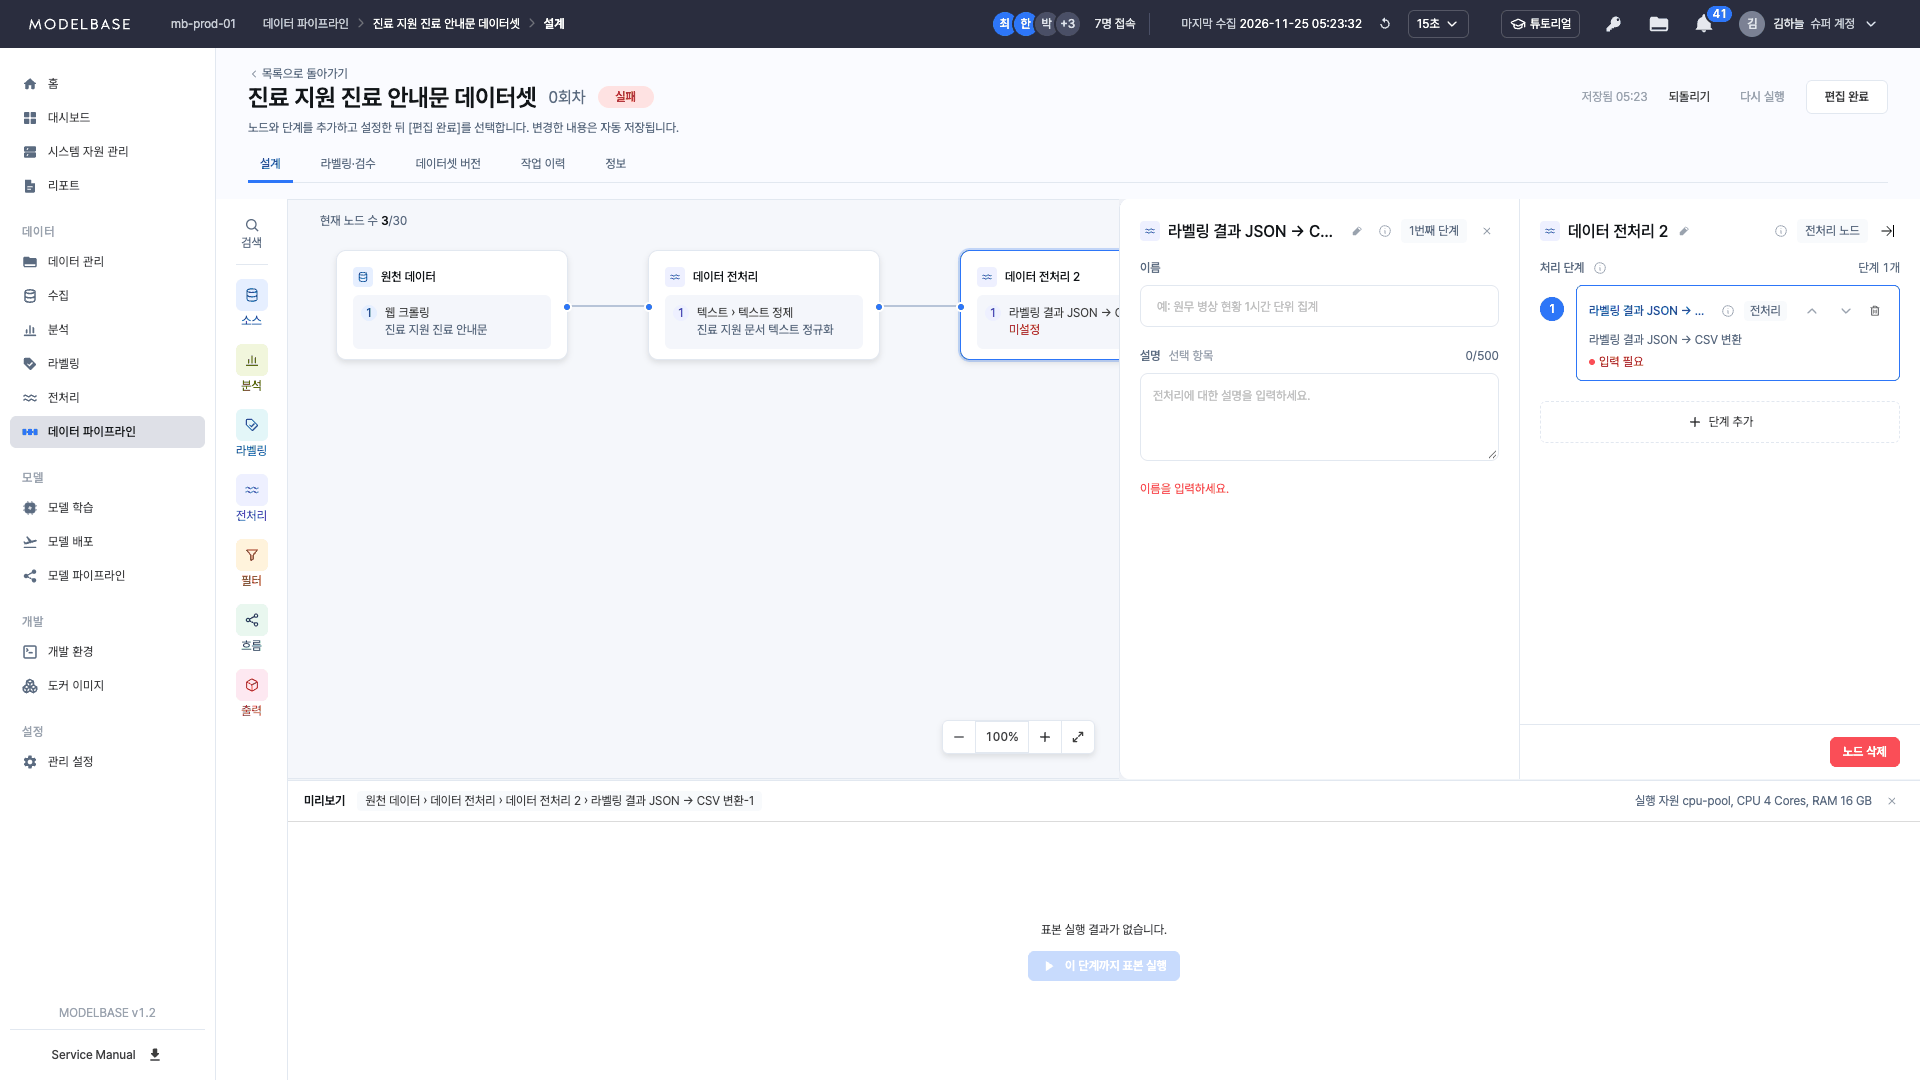 MODELBASE
mb-prod-01
데이터 파이프라인 > 진료 지원 진료 안내문 데이터셋 > 설계
최 한 박 +3 7명 접속
마지막 수집 2026-11-25 05:23:32
15초
튜토리얼
41
김 김하늘 슈퍼 계정
홈
대시보드
시스템 자원 관리
리포트
데이터
데이터 관리
수집
분석
라벨링
전처리
데이터 파이프라인
모델
모델 학습
모델 배포
모델 파이프라인
개발
개발 환경
도커 이미지
설정
관리 설정
MODELBASE v1.2
Service Manual
목록으로 돌아가기
진료 지원 진료 안내문 데이터셋 0회차 실패
노드와 단계를 추가하고 설정한 뒤 [편집 완료]를 선택합니다. 변경한 내용은 자동 저장됩니다.
저장됨 05:23 되돌리기 다시 실행 편집 완료
설계 라벨링·검수 데이터셋 버전 작업 이력 정보
검색
소스
분석
라벨링
전처리
필터
흐름
출력
현재 노드 수 3/30
원천 데이터
1 웹 크롤링
진료 지원 진료 안내문
데이터 전처리
1 텍스트 › 텍스트 정제
진료 지원 문서 텍스트 정규화
데이터 전처리 2
1 라벨링 결과 JSON → C
미설정
100%
라벨링 결과 JSON → C... 1번째 단계
이름
예: 원무 병상 현황 1시간 단위 집계
설명 선택 항목 0/500
전처리에 대한 설명을 입력하세요.
이름을 입력하세요.
데이터 전처리 2 전처리 노드
처리 단계 단계 1개
1 라벨링 결과 JSON → ... 전처리
라벨링 결과 JSON → CSV 변환
입력 필요
단계 추가
노드 삭제
미리보기 원천 데이터 › 데이터 전처리 › 데이터 전처리 2 › 라벨링 결과 JSON → CSV 변환-1
실행 자원 cpu-pool, CPU 4 Cores, RAM 16 GB
표본 실행 결과가 없습니다.
이 단계까지 표본 실행